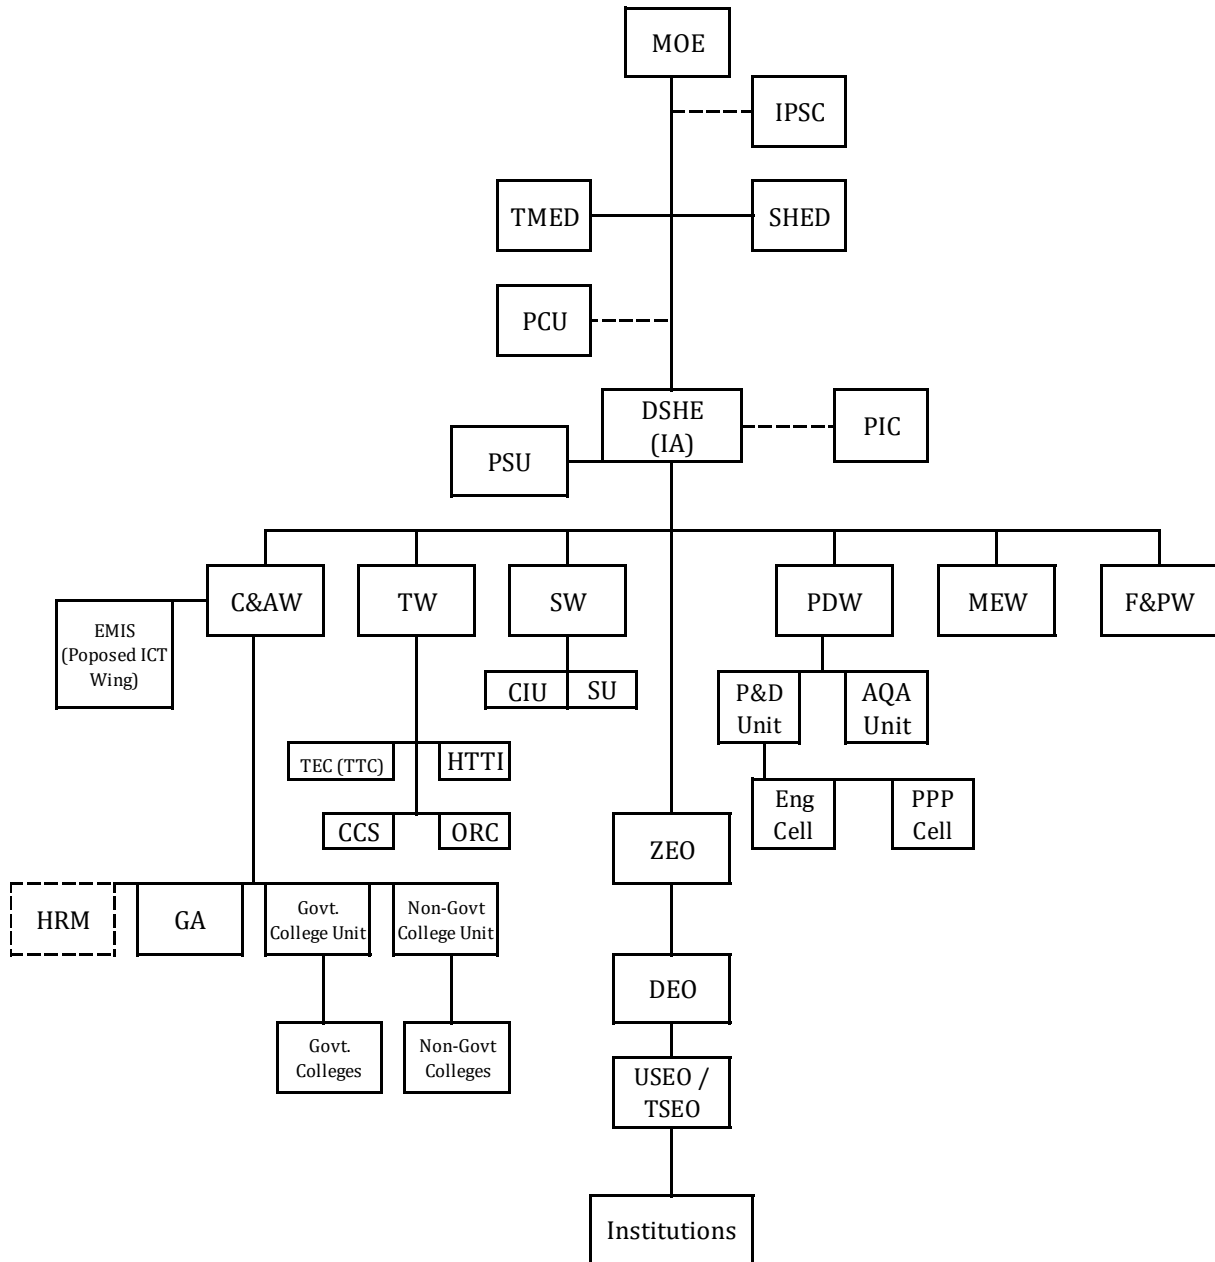 MOE
IPSC
TMED
SHED
PCU
DSHE
(IA)
PIC
PSU
C&AW
TW
SW
PDW
MEW
F&PW
EMIS
(Poposed ICT
Wing)
CIU
SU
P&D
Unit
AQA
Unit
TEC (TTC)
HTTI
Eng
Cell
PPP
Cell
CCS
ORC
ZEO
HRM
GA
Govt.
College Unit
Non-Govt
College Unit
DEO
Govt.
Colleges
Non-Govt
Colleges
USEO /
TSEO
Institutions